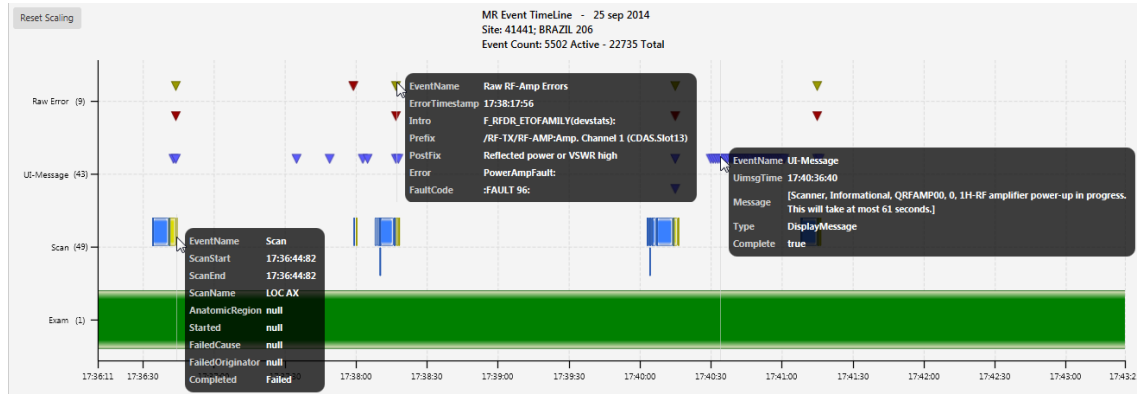 Reset Scaling
MR Event TimeLine - 25 sep 2014
Site: 41441; BRAZIL 206
Event Count: 5502 Active - 22735 Total
Raw Error (9)
UI-Message (43)
Scan (49)
Exam (1)
EventName Raw RF-Amp Errors
ErrorTimestamp 17:38:17:56
Intro F_RFDR_ETOFAMILY(devstats):
Prefix /RF-TX/RF-AMP:Amp. Channel 1 (CDAS.Slot13)
PostFix Reflected power or VSWR high
Error PowerAmpFault:
FaultCode :FAULT 96:
EventName UI-Message
UimsgTime 17:40:36:40
Message [Scanner, Informational, QRFAMP00, 0, 1H-RF amplifier power-up in progress.
This will take at most 61 seconds.]
Type DisplayMessage
Complete true
EventName Scan
ScanStart 17:36:44:82
ScanEnd 17:36:44:82
ScanName LOC AX
AnatomicRegion null
Started null
FailedCause null
FailedOriginator null
Completed Failed
17:36:11 17:36:30 17:38:00 17:38:30 17:39:00 17:39:30 17:40:00 17:40:30 17:41:00 17:41:30 17:42:00 17:42:30 17:43:00 17:43:2